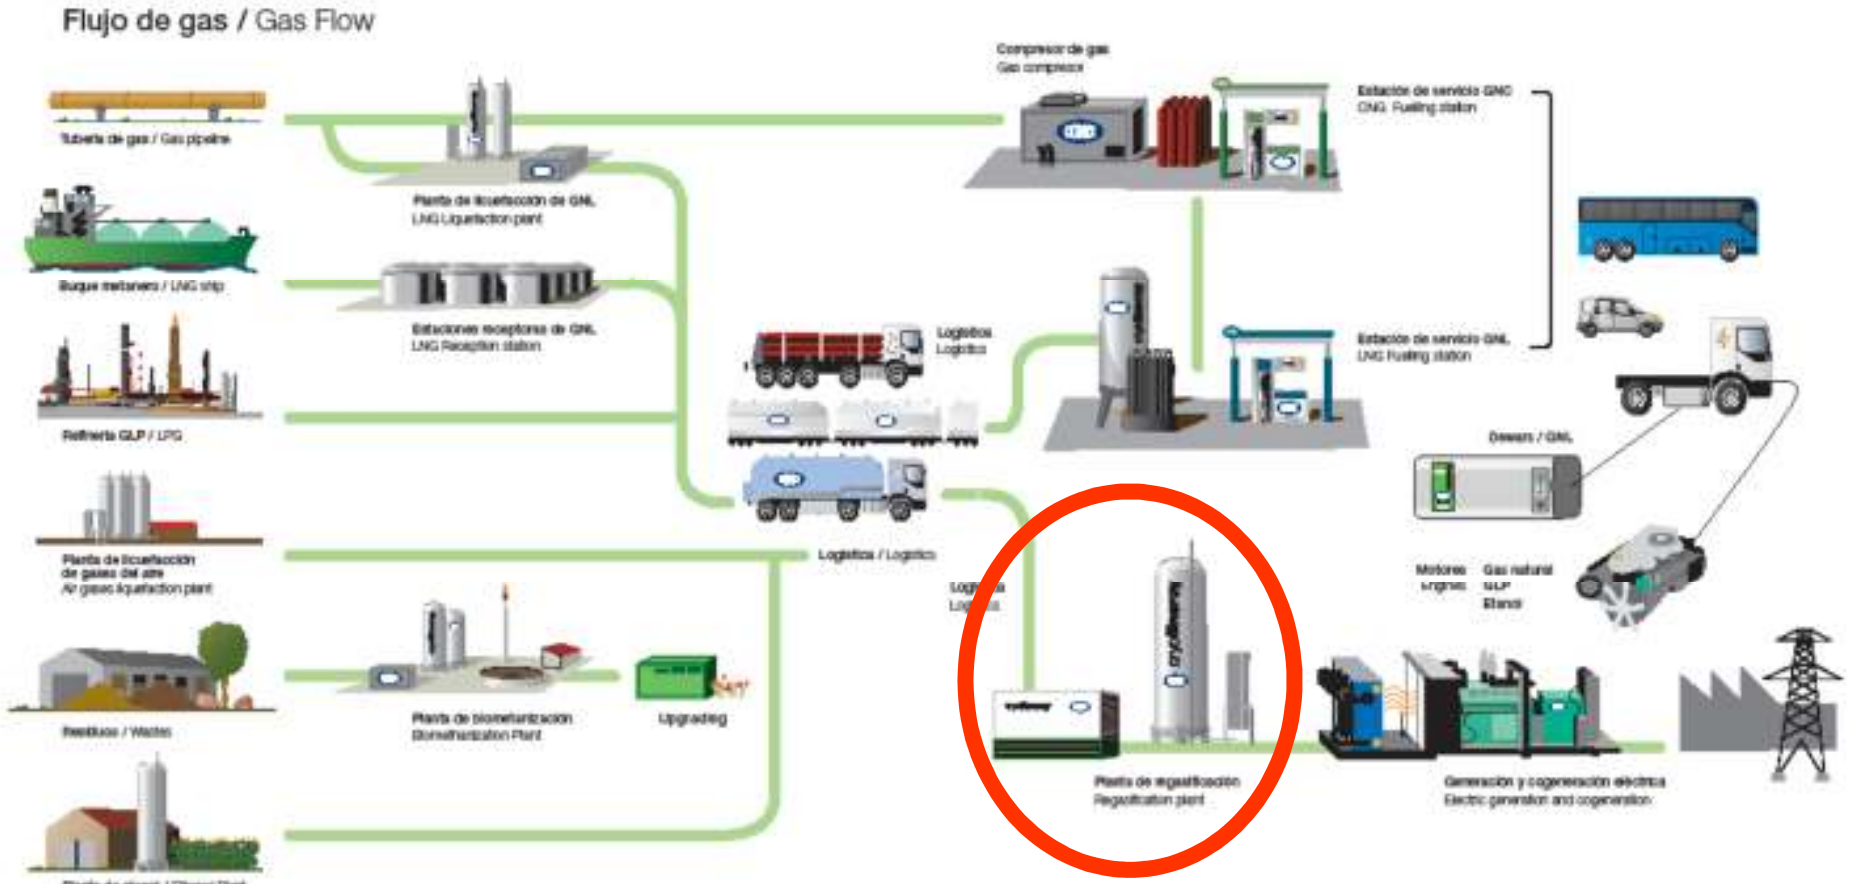 Flujo de gas / Gas Flow
Tubería de gas / Gas pipeline
Buque metanero / LNG ship
Refinería GLP / LPG
Planta de licuefacción
de gases del aire
Air gases liquefaction plant
Residuos / Wastes
Planta de licuefacción de GNL
LNG Liquefaction plant
Estaciones receptoras de GNL
LNG Reception station
Planta de biometanización
Biomethanization Plant
Upgrading
Logística
Logistics
Logística / Logistics
Compresor de gas
Gas compresor
Estación de servicio GNC
CNG Fueling station
Estación de servicio GNL
LNG Fueling station
Dewars / GNL
Motores Gas natural
Engines GLP
Etanol
Planta de regasificación
Regasification plant
Generación y cogeneración eléctrica
Electric generation and cogeneration